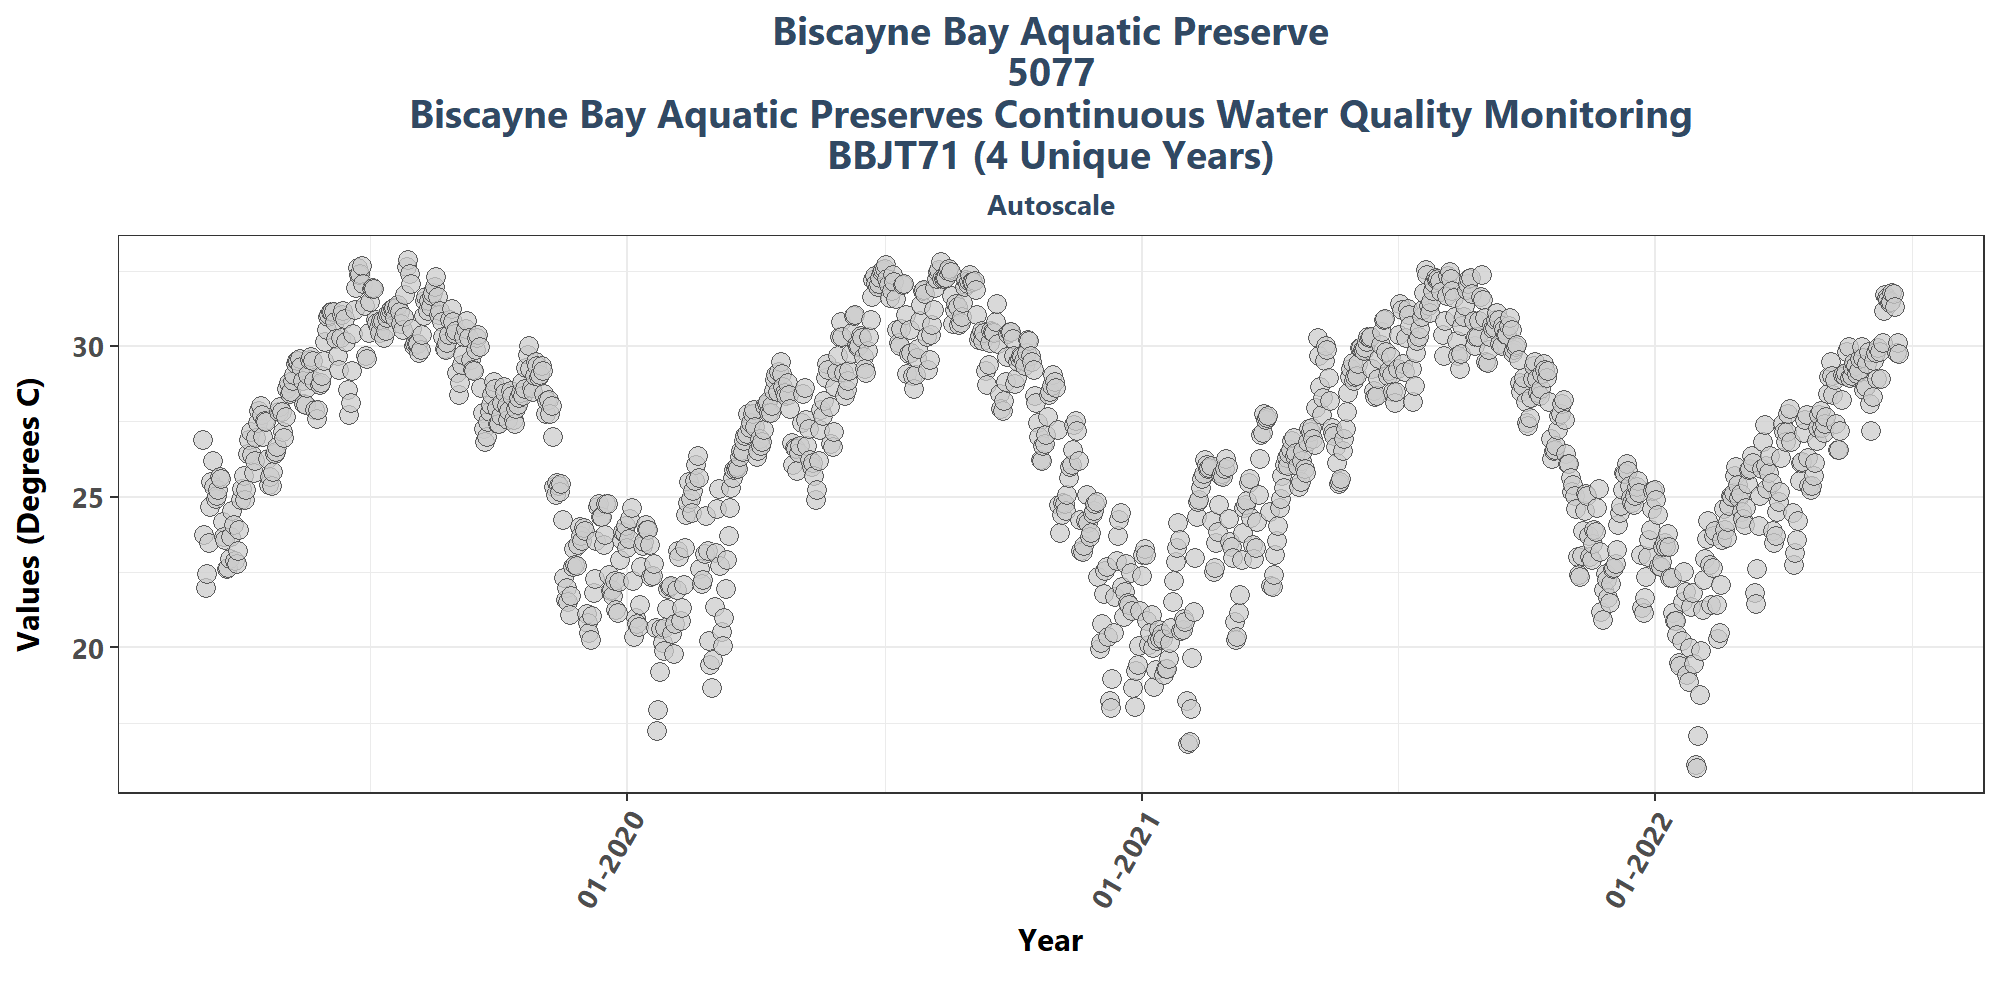 Biscayne Bay Aquatic Preserve
5077
Biscayne Bay Aquatic Preserves Continuous Water Quality Monitoring
BBJT71 (4 Unique Years)
Autoscale
Values (Degrees C)
30
25
20
01-2020
01-2021
01-2022
Year